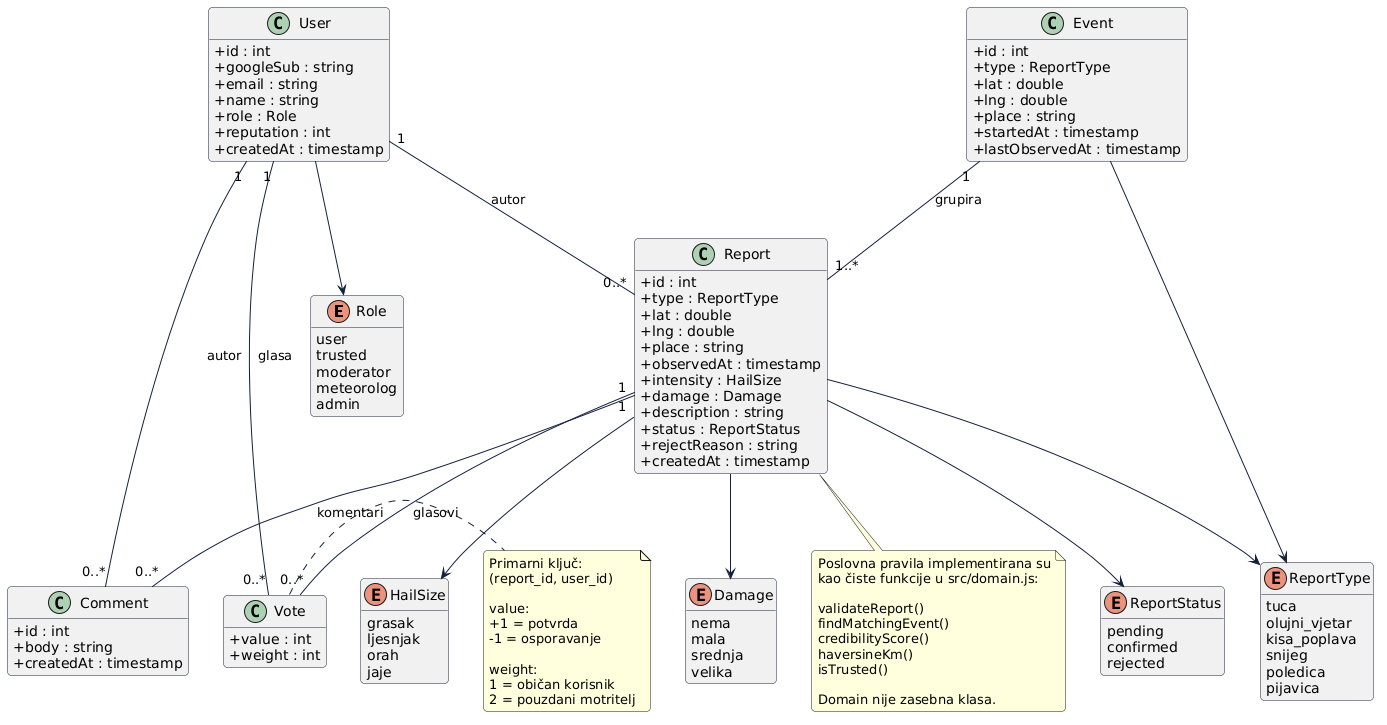 C User
+id : int
+googleSub : string
+email : string
+name : string
+role : Role
+reputation : int
+createdAt : timestamp
C Event
+id : int
+type : ReportType
+lat : double
+lng : double
+place : string
+startedAt : timestamp
+lastObservedAt : timestamp
1
1
1
1
autor
grupira
C Report
+id : int
+type : ReportType
+lat : double
+lng : double
+place : string
+observedAt : timestamp
+intensity : HailSize
+damage : Damage
+description : string
+status : ReportStatus
+rejectReason : string
+createdAt : timestamp
0..*
1..*
E Role
user
trusted
moderator
meteorolog
admin
autor
glasa
1
1
komentari
glasovi
0..*
0..*
0..*
0..*
C Comment
+id : int
+body : string
+createdAt : timestamp
C Vote
+value : int
+weight : int
E HailSize
grasak
ljesnjak
orah
jaje
Primarni ključ:
(report_id, user_id)
value:
+1 = potvrda
-1 = osporavanje
weight:
1 = običan korisnik
2 = pouzdani motritelj
E Damage
nema
mala
srednja
velika
Poslovna pravila implementirana su
kao čiste funkcije u src/domain.js:
validateReport()
findMatchingEvent()
credibilityScore()
haversineKm()
isTrusted()
Domain nije zasebna klasa.
E ReportStatus
pending
confirmed
rejected
E ReportType
tuca
olujni_vjetar
kisa_poplava
snijeg
poledica
pijavica